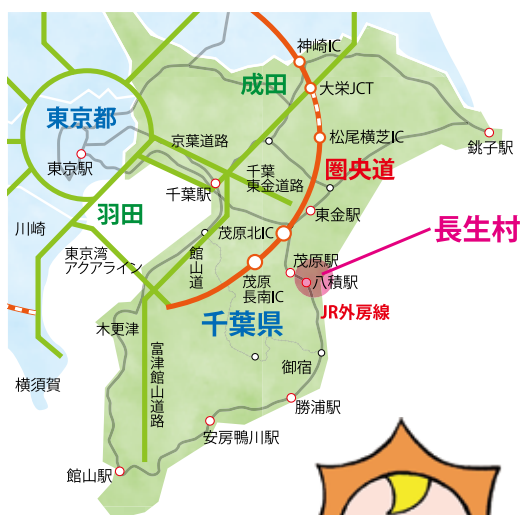 神崎IC
成田
大栄JCT
東京都
京葉道路
松尾横芝IC
銚子駅
東京駅
千葉
東金道路
圏央道
千葉駅
羽田
東金駅
川崎
茂原北IC
長生村
東京湾
アクアライン
館山道
茂原駅
八積駅
茂原
長南IC
JR外房線
千葉県
木更津
富津館山道路
御宿
横須賀
勝浦駅
安房鴨川駅
館山駅